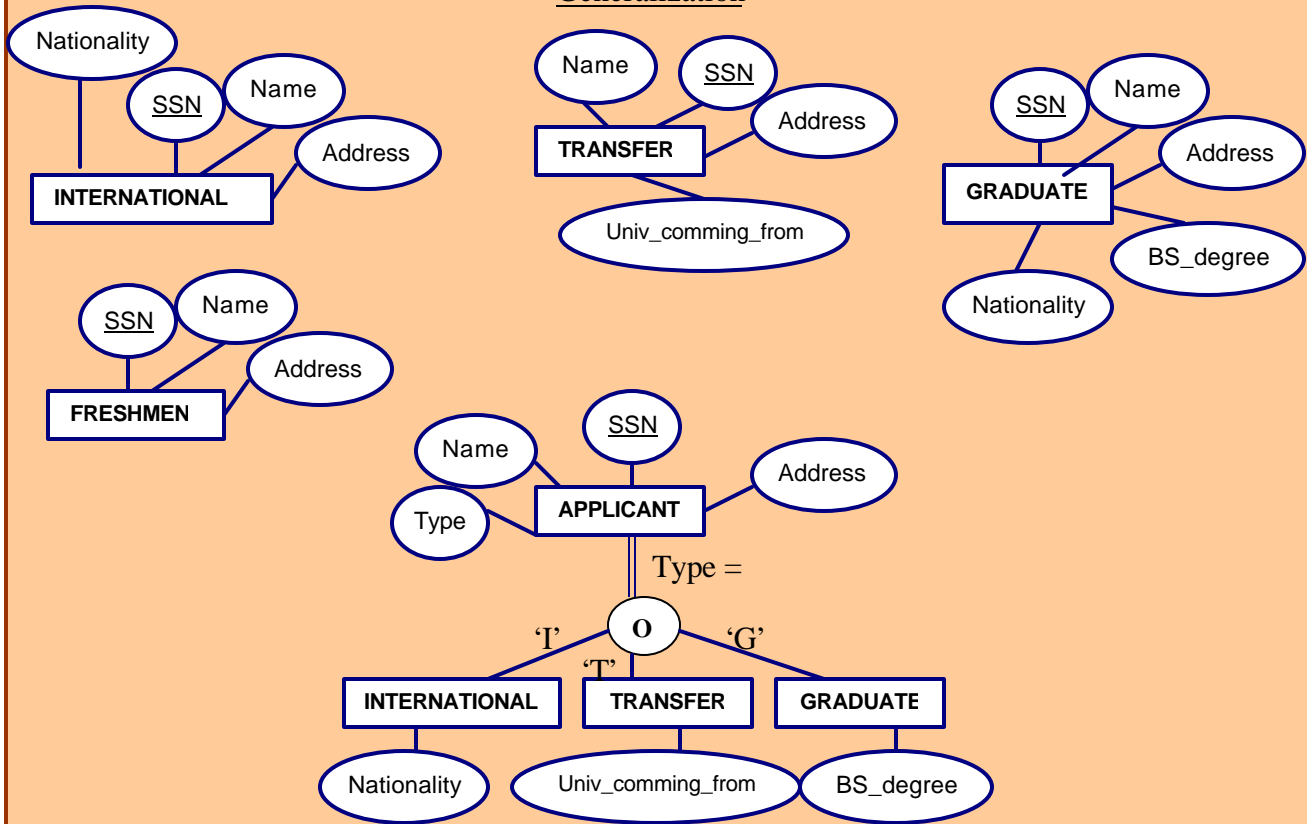 Generalization
Nationality
SSN
Name
Address
INTERNATIONAL
Name
SSN
Address
TRANSFER
Univ_comming_from
SSN
Name
Address
GRADUATE
BS_degree
Nationality
SSN
Name
Address
FRESHMEN
SSN
Name
Address
Type
APPLICANT
Type =
O
‘I’
‘T’
‘G’
INTERNATIONAL
TRANSFER
GRADUATE
Nationality
Univ_comming_from
BS_degree